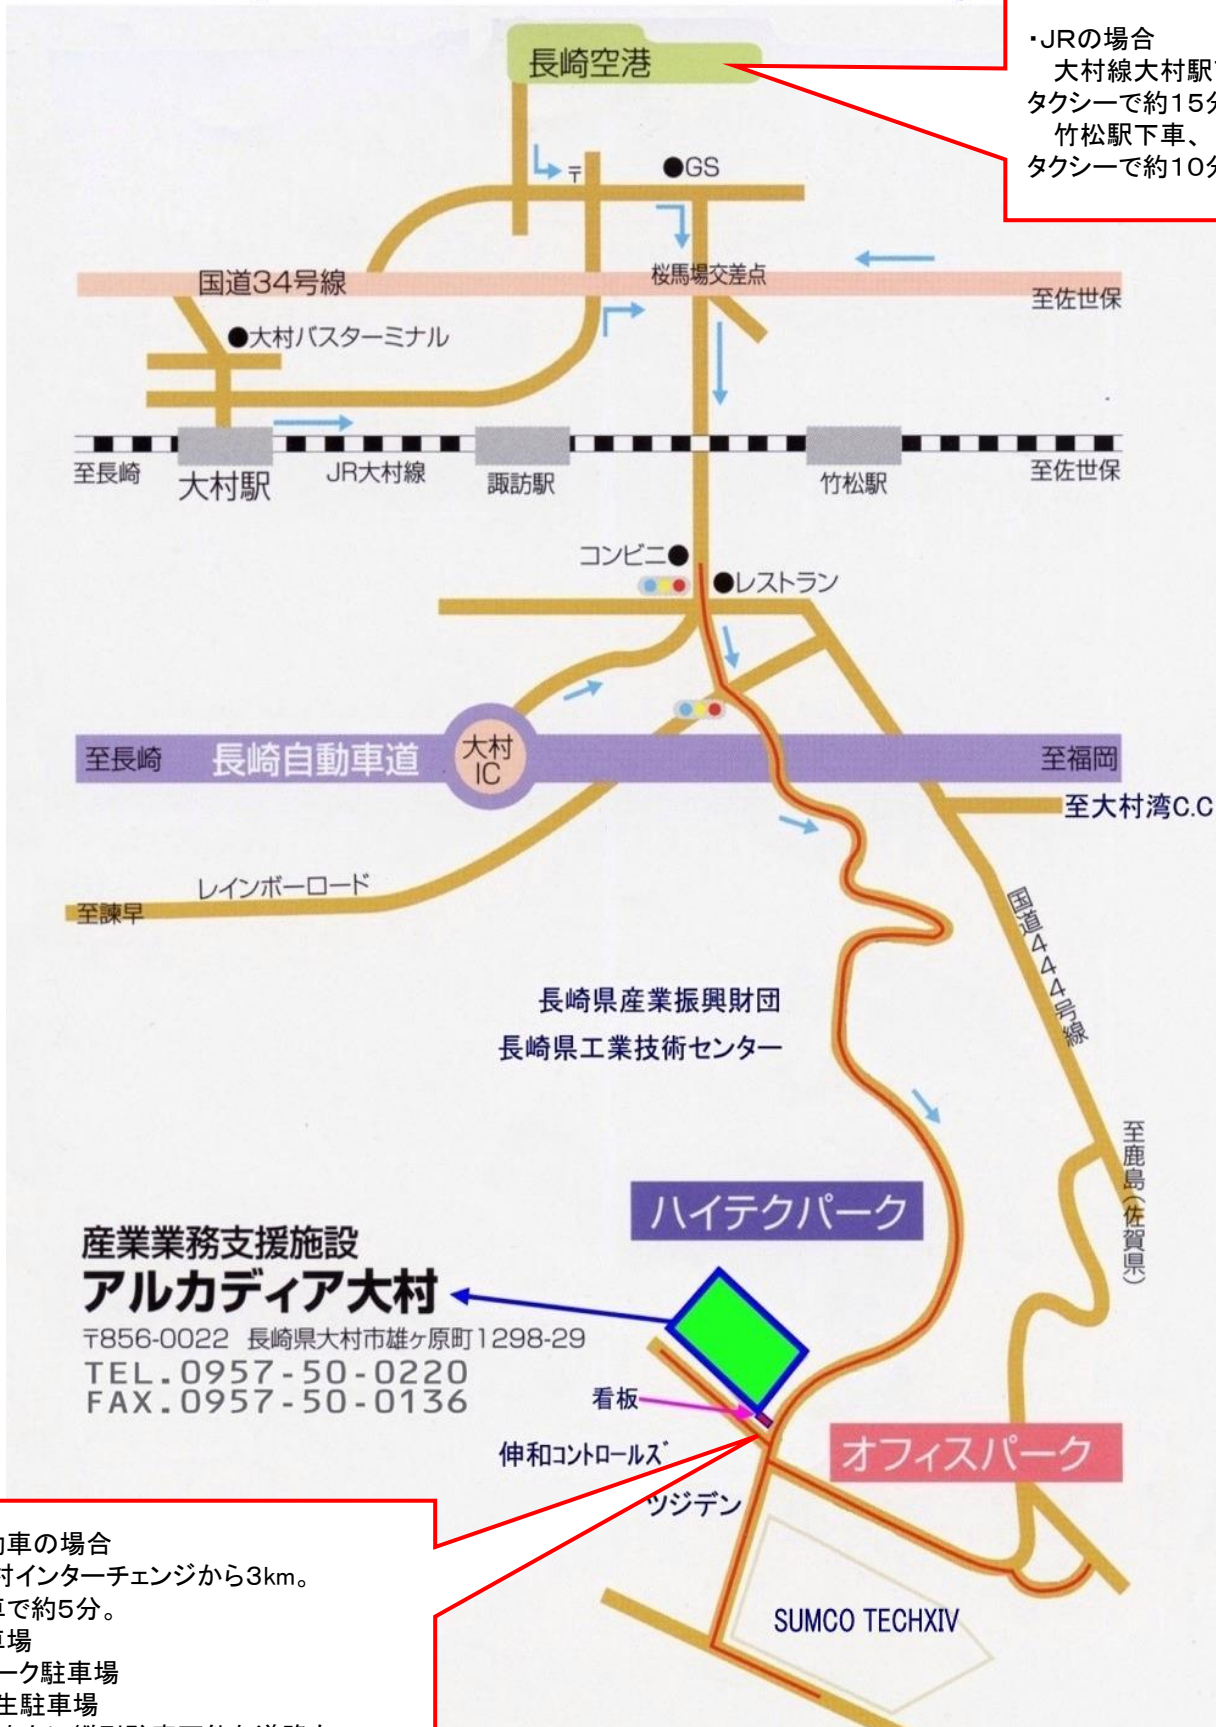 長崎空港
・JRの場合
大村線大村駅
タクシーで約15分
竹松駅下車、
タクシーで約10分
〒
●GS
国道34号線
桜馬場交差点
至佐世保
●大村バスターミナル
至長崎
大村駅
JR大村線
諏訪駅
竹松駅
至佐世保
コンビニ●
●レストラン
至長崎
長崎自動車道
大村
IC
至福岡
至大村湾C.C
レインボーロード
至諫早
国道444号線
長崎県産業振興財団
長崎県工業技術センター
至鹿島(佐賀県)
ハイテクパーク
産業業務支援施設
アルカディア大村
〒856-0022 長崎県大村市雄ヶ原町1298-29
TEL.0957-50-0220
FAX.0957-50-0136
看板
伸和コントロールズ
オフィスパーク
ツジデン
SUMCO TECHXIV
車の場合
村インターチェンジから3km。
車で約5分。
車場
ーク駐車場
生駐車場